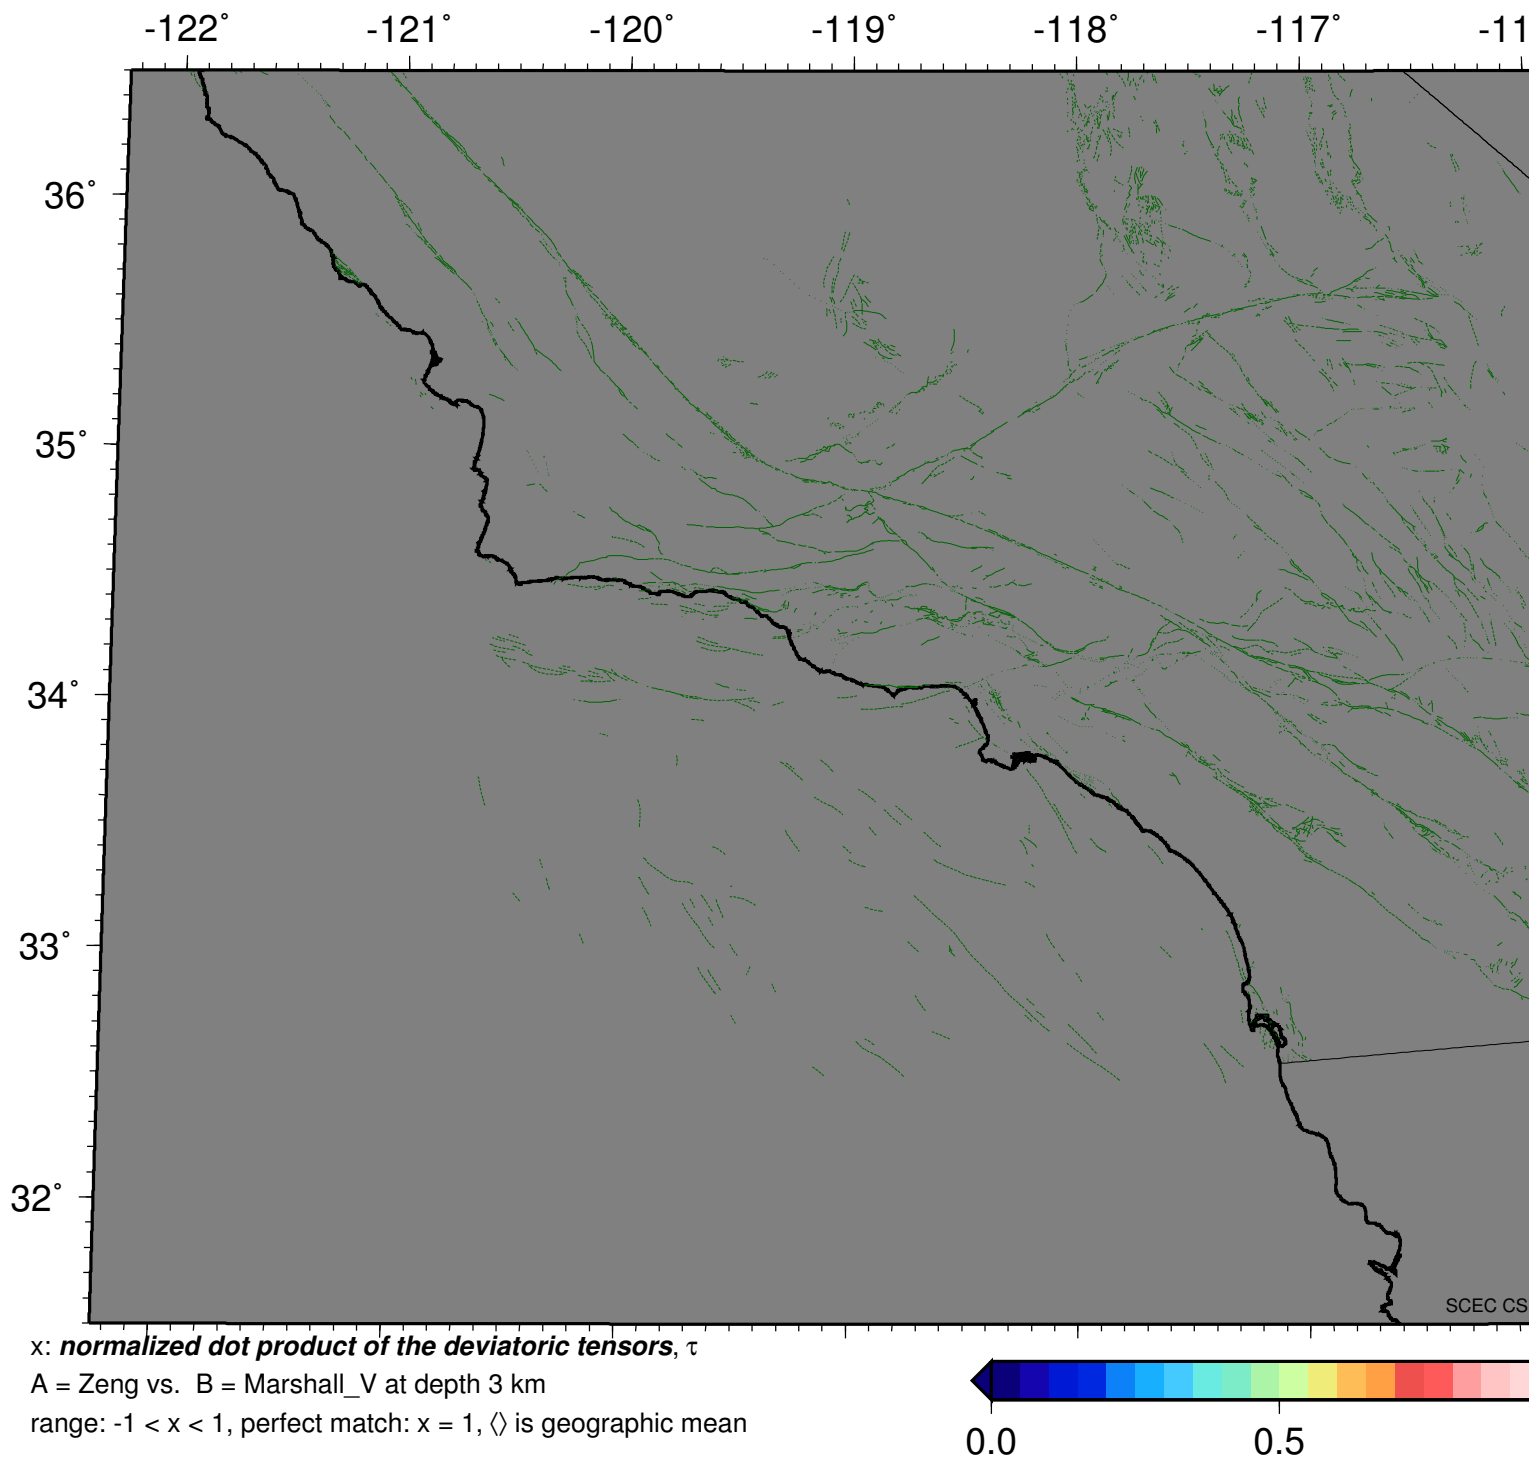 -122° -121° -120° -119° -118° -117° -11
36°
35°
34°
33°
32°
SCEC CS
x: normalized dot product of the deviatoric tensors, τ
A = Zeng vs. B = Marshall_V at depth 3 km
range: -1 < x < 1, perfect match: x = 1, ⟨⟩ is geographic mean
0.0 0.5